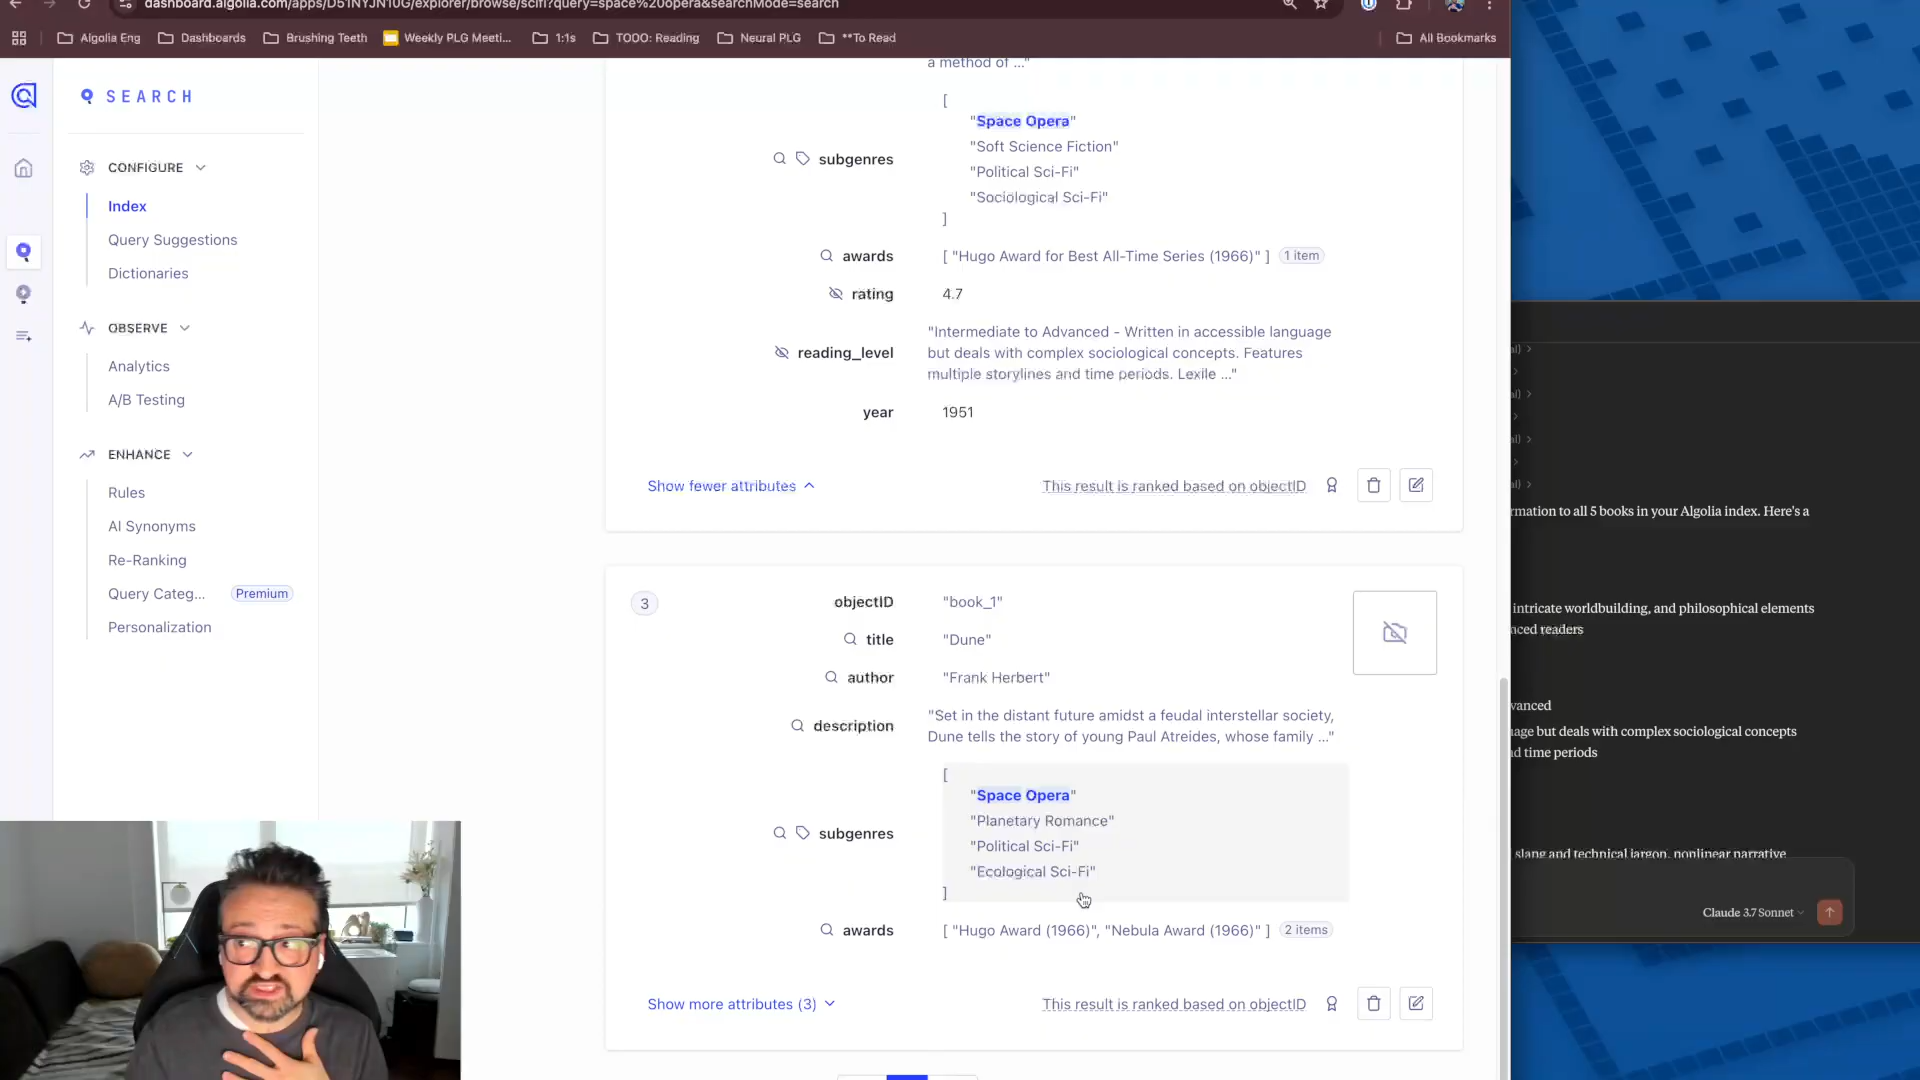 dashboard.algolia.com/apps/D51NYJN10G/explorer/browse/scifi?query=space%20opera&searchMode=search
Algolia Eng
Dashboards
Brushing Teeth
Weekly PLG Meeti...
1:1s
TODO: Reading
Neural PLG
**To Read
All Bookmarks
SEARCH
CONFIGURE
Index
Query Suggestions
Dictionaries
OBSERVE
Analytics
A/B Testing
ENHANCE
Rules
AI Synonyms
Re-Ranking
Query Categ... Premium
Personalization
a method of ..."
[
"Space Opera"
"Soft Science Fiction"
subgenres
"Political Sci-Fi"
"Sociological Sci-Fi"
]
awards [ "Hugo Award for Best All-Time Series (1966)" ] 1 item
rating 4.7
"Intermediate to Advanced - Written in accessible language
reading_level but deals with complex sociological concepts. Features
multiple storylines and time periods. Lexile ..."
year 1951
Show fewer attributes
This result is ranked based on objectID
3
objectID "book_1"
title "Dune"
author "Frank Herbert"
description "Set in the distant future amidst a feudal interstellar society,
Dune tells the story of young Paul Atreides, whose family ..."
[
"Space Opera"
"Planetary Romance"
subgenres
"Political Sci-Fi"
"Ecological Sci-Fi"
]
awards [ "Hugo Award (1966)", "Nebula Award (1966)" ] 2 items
Show more attributes (3)
This result is ranked based on objectID
al) >
>
al) >
>
al) >
>
al) >
rmation to all 5 books in your Algolia index. Here's a
intricate worldbuilding, and philosophical elements
nced readers
vanced
age but deals with complex sociological concepts
d time periods
slang and technical jargon, nonlinear narrative
Claude 3.7 Sonnet